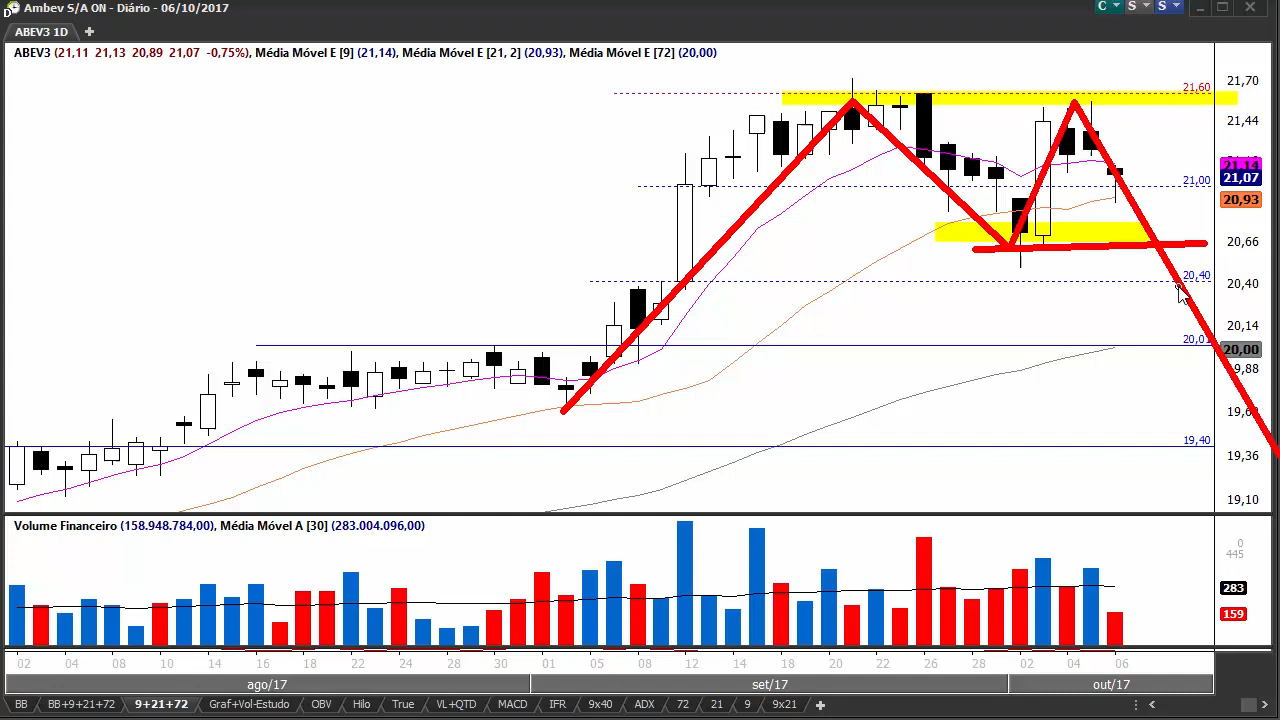 Ambev S/A ON - Diário - 06/10/2017
C S S
ABEV3 1D
ABEV3 (21,11 21,13 20,89 21,07 -0,75%), Média Móvel E [9] (21,14), Média Móvel E [21, 2] (20,93), Média Móvel E [72] (20,00)
21,70
21,60
21,44
21,14
21,07
21,00
20,93
20,66
20,40
20,40
20,14
20,01
20,00
19,88
19,40
19,36
19,10
Volume Financeiro (158.948.784,00), Média Móvel A [30] (283.004.096,00)
0
445
283
159
02 04 08 10 14 16 18 22 24 28 30 01 05 08 12 14 18 20 22 26 28 02 04 06
ago/17 set/17 out/17
BB BB+9+21+72 9+21+72 Graf+Vol-Estudo OBV Hilo True VL+QTD MACD IFR 9x40 ADX 72 21 9 9x21